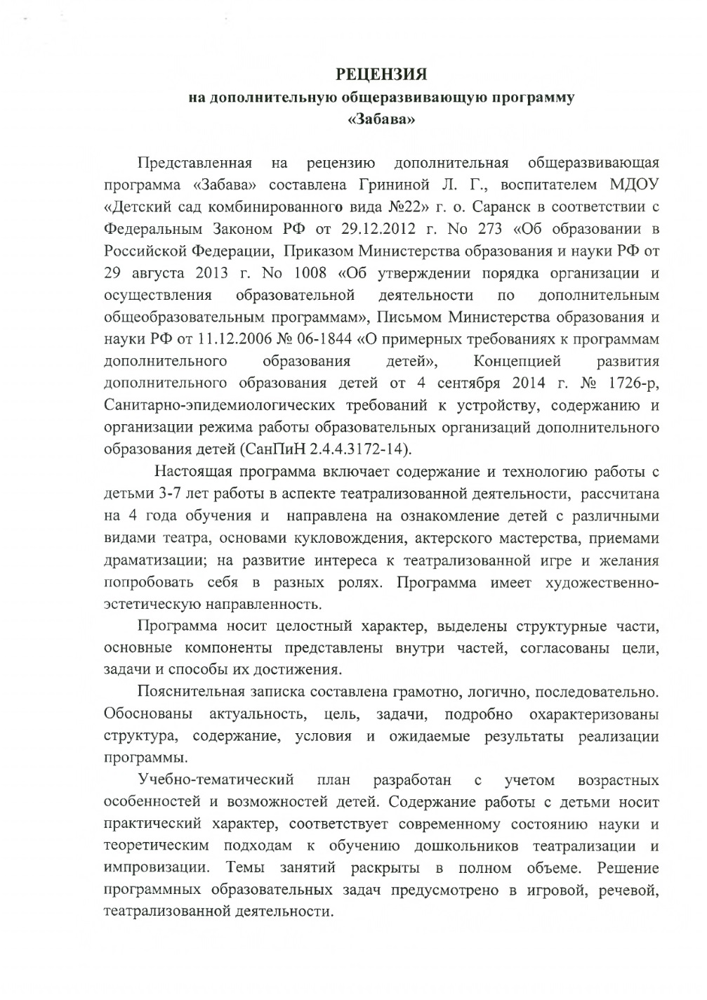 РЕЦЕНЗИЯ
на дополнительную общеразвивающую программу
«Забава»
Представленная на рецензию дополнительная общеразвивающая
программа «Забава» составлена Грининой Л. Г., воспитателем МДОУ
«Детский сад комбинированного вида №22» г. о. Саранск в соответствии с
Федеральным Законом РФ от 29.12.2012 г. No 273 «Об образовании в
Российской Федерации, Приказом Министерства образования и науки РФ от
29 августа 2013 г. No 1008 «Об утверждении порядка организации и
осуществления образовательной деятельности по дополнительным
общеобразовательным программам», Письмом Министерства образования и
науки РФ от 11.12.2006 № 06-1844 «О примерных требованиях к программам
дополнительного образования детей», Концепцией развития
дополнительного образования детей от 4 сентября 2014 г. № 1726-р,
Санитарно-эпидемиологических требований к устройству, содержанию и
организации режима работы образовательных организаций дополнительного
образования детей (СанПиН 2.4.4.3172-14).
Настоящая программа включает содержание и технологию работы с
детьми 3-7 лет работы в аспекте театрализованной деятельности, рассчитана
на 4 года обучения и направлена на ознакомление детей с различными
видами театра, основами кукловождения, актерского мастерства, приемами
драматизации; на развитие интереса к театрализованной игре и желания
попробовать себя в разных ролях. Программа имеет художественно-
эстетическую направленность.
Программа носит целостный характер, выделены структурные части,
основные компоненты представлены внутри частей, согласованы цели,
задачи и способы их достижения.
Пояснительная записка составлена грамотно, логично, последовательно.
Обоснованы актуальность, цель, задачи, подробно охарактеризованы
структура, содержание, условия и ожидаемые результаты реализации
программы.
Учебно-тематический план разработан с учетом возрастных
особенностей и возможностей детей. Содержание работы с детьми носит
практический характер, соответствует современному состоянию науки и
теоретическим подходам к обучению дошкольников театрализации и
импровизации. Темы занятий раскрыты в полном объеме. Решение
программных образовательных задач предусмотрено в игровой, речевой,
театрализованной деятельности.